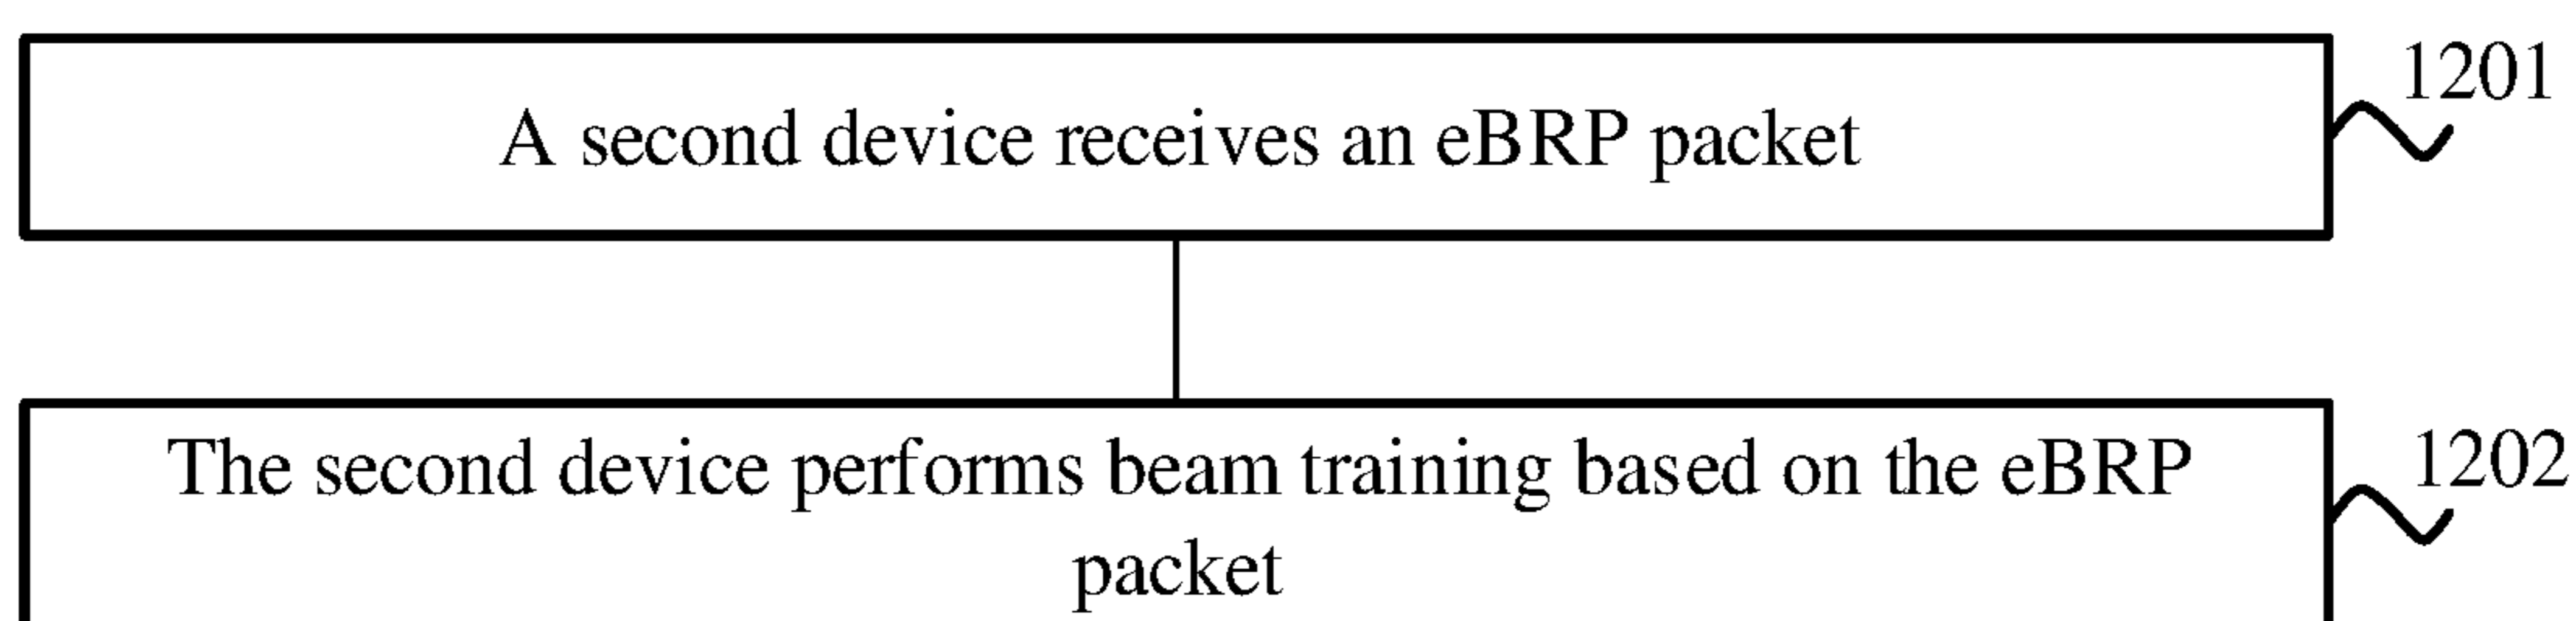 A second device receives an eBRP packet
1201
The second device performs beam training based on the eBRP
packet
1202